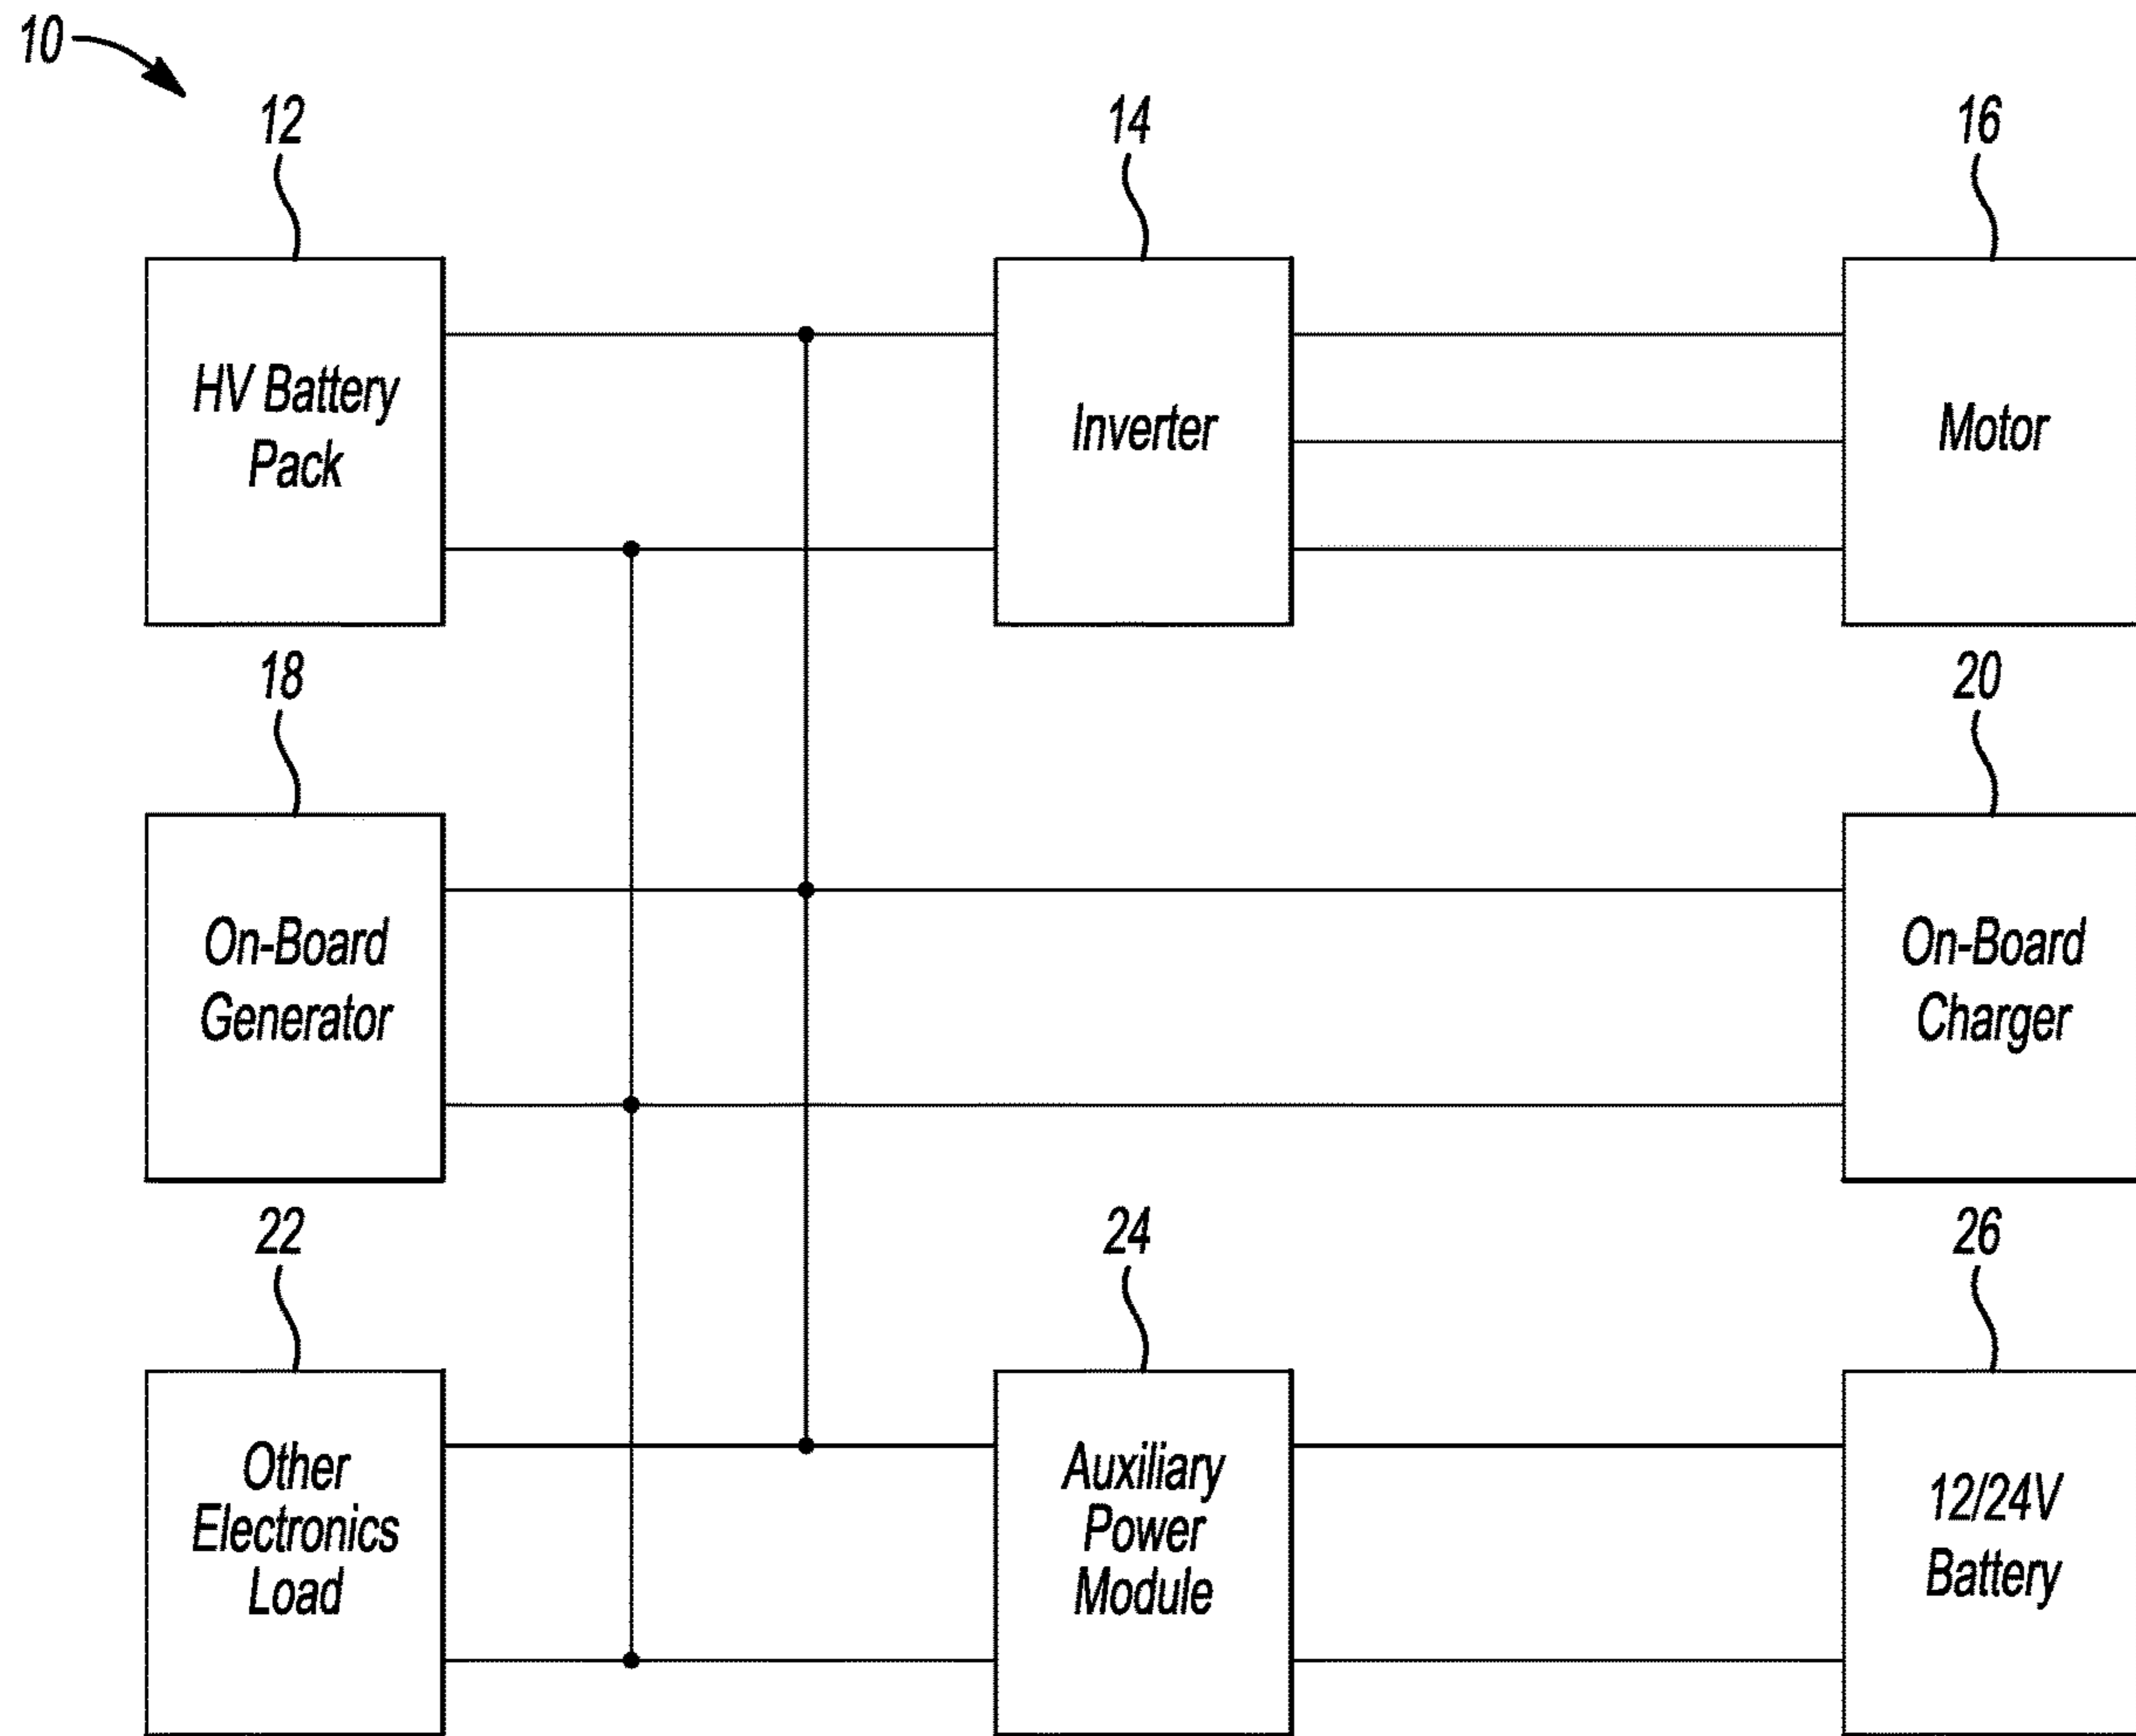 10
12
14
16
HV Battery
Pack
Inverter
Motor
18
20
On-Board
Generator
On-Board
Charger
22
24
26
Other
Electronics
Load
Auxiliary
Power
Module
12/24V
Battery